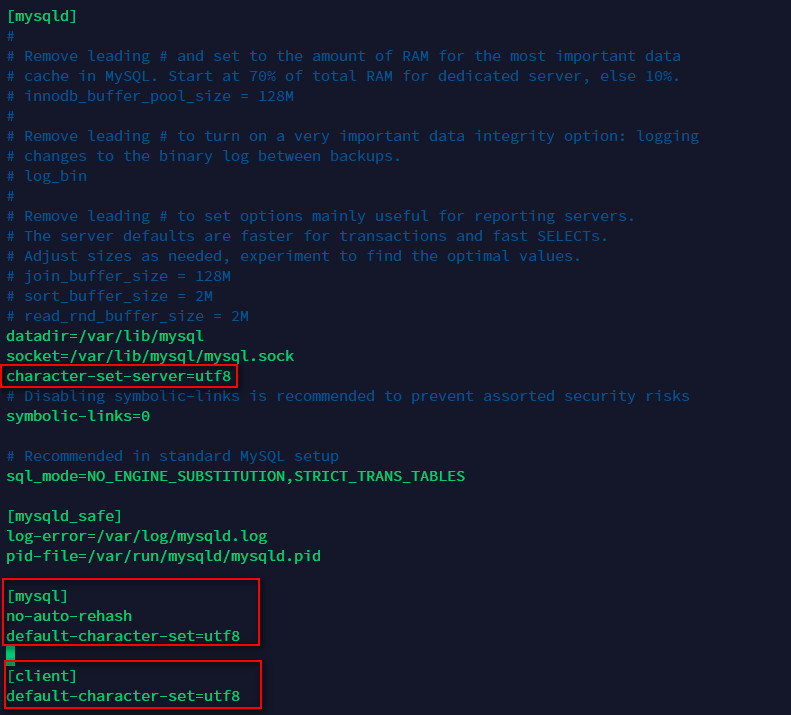 [mysqld]
#
# Remove leading # and set to the amount of RAM for the most important data
# cache in MySQL. Start at 70% of total RAM for dedicated server, else 10%.
# innodb_buffer_pool_size = 128M
#
# Remove leading # to turn on a very important data integrity option: logging
# changes to the binary log between backups.
# log_bin
#
# Remove leading # to set options mainly useful for reporting servers.
# The server defaults are faster for transactions and fast SELECTs.
# Adjust sizes as needed, experiment to find the optimal values.
# join_buffer_size = 128M
# sort_buffer_size = 2M
# read_rnd_buffer_size = 2M
datadir=/var/lib/mysql
socket=/var/lib/mysql/mysql.sock
character-set-server=utf8
# Disabling symbolic-links is recommended to prevent assorted security risks
symbolic-links=0
# Recommended in standard MySQL setup
sql_mode=NO_ENGINE_SUBSTITUTION,STRICT_TRANS_TABLES
[mysqld_safe]
log-error=/var/log/mysqld.log
pid-file=/var/run/mysqld/mysqld.pid
[mysql]
no-auto-rehash
default-character-set=utf8
[client]
default-character-set=utf8